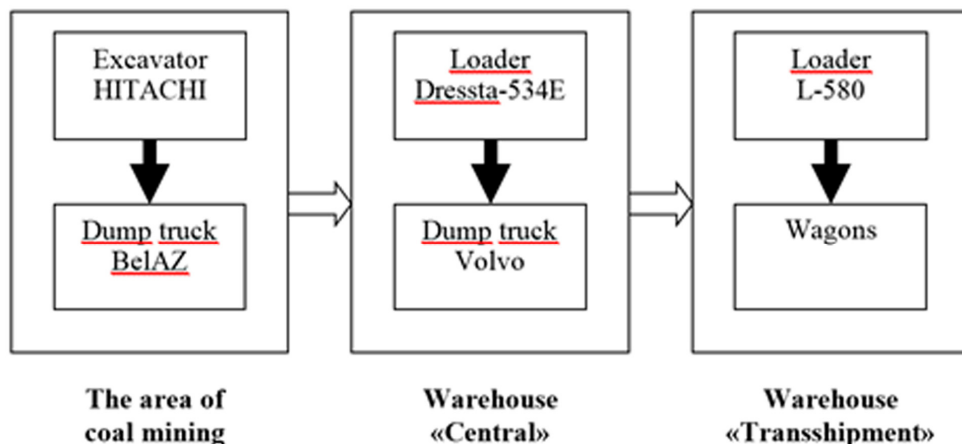 Excavator
HITACHI
Dump truck
BelAZ
The area of
coal mining
Loader
Dressta-534E
Dump truck
Volvo
Warehouse
«Central»
Loader
L-580
Wagons
Warehouse
«Transshipment»